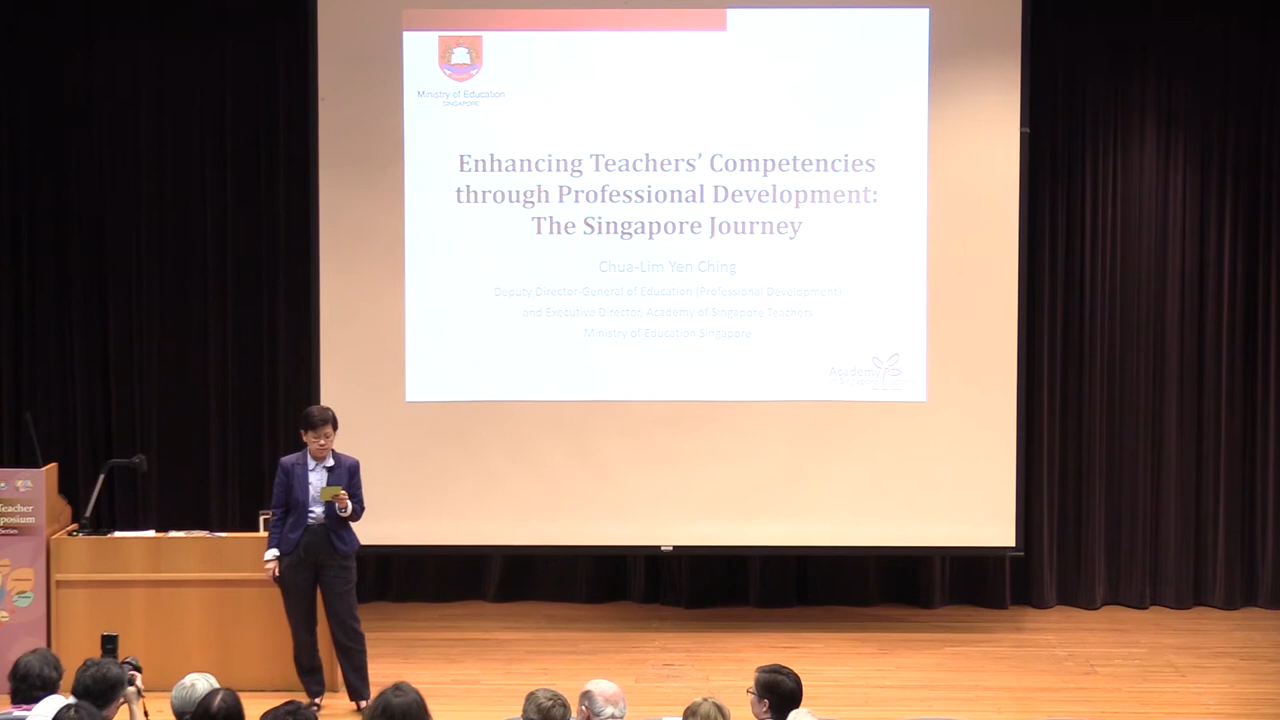 Ministry of Education
SINGAPORE
Enhancing Teachers’ Competencies
through Professional Development:
The Singapore Journey
Chua-Lim Yen Ching
Deputy Director-General of Education (Professional Development)
and Executive Director, Academy of Singapore Teachers
Ministry of Education Singapore
Academy
Teacher
Series